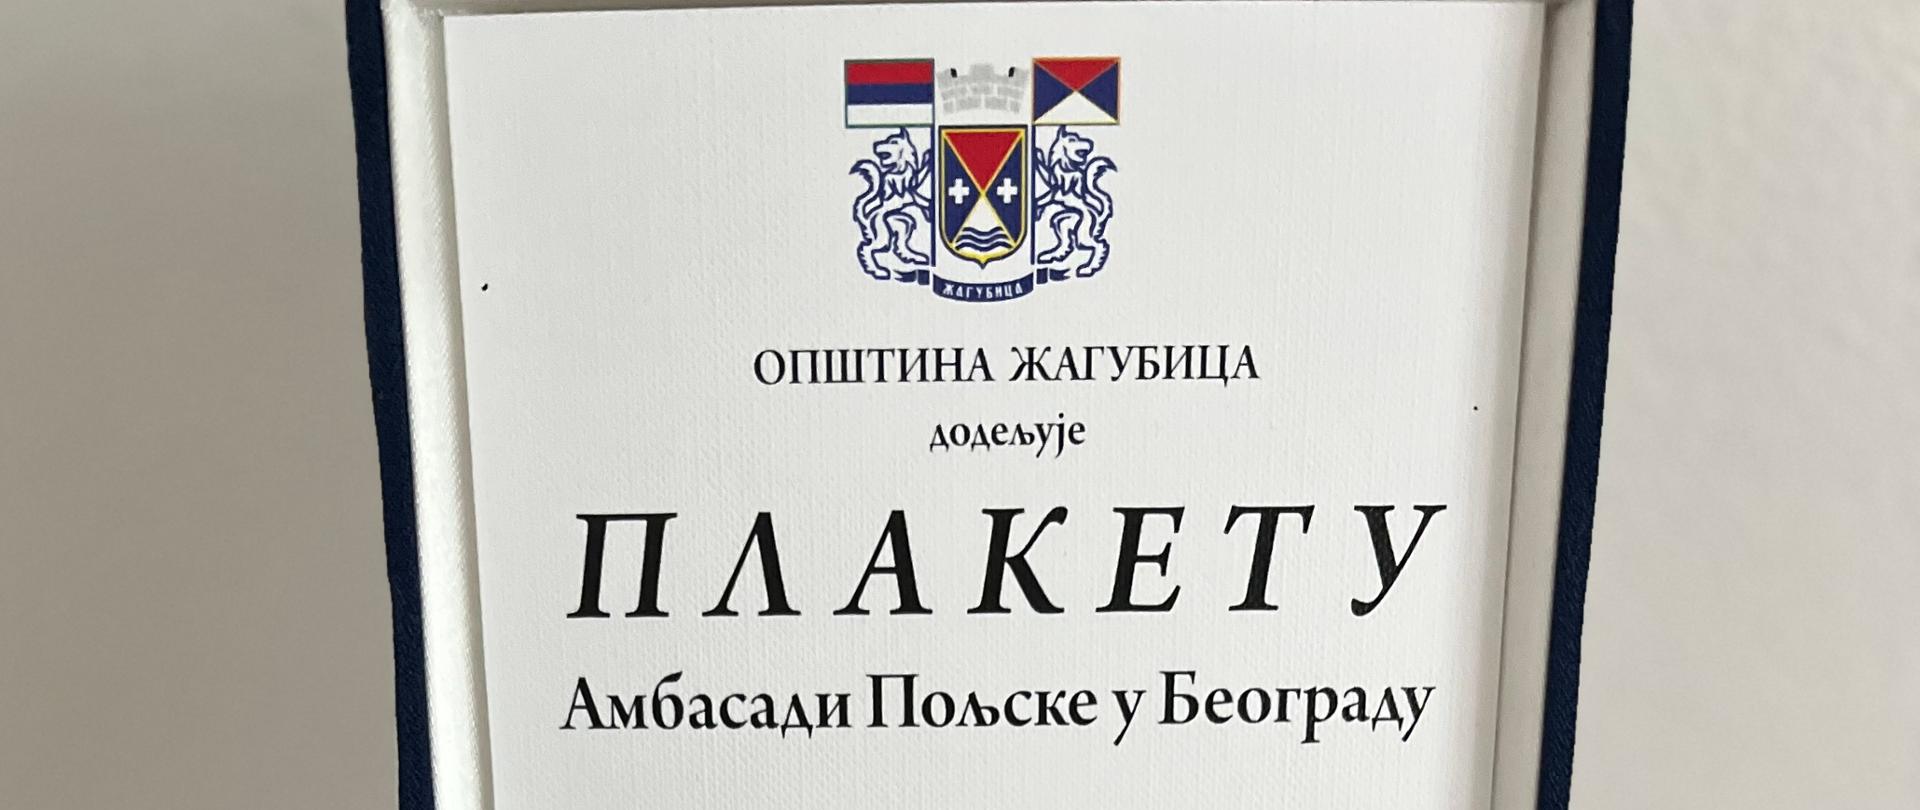 ЖАГУБИЦА
ОПШТИНА ЖАГУБИЦА
додељује
ПЛАКЕТУ
Амбасади Пољске у Београду